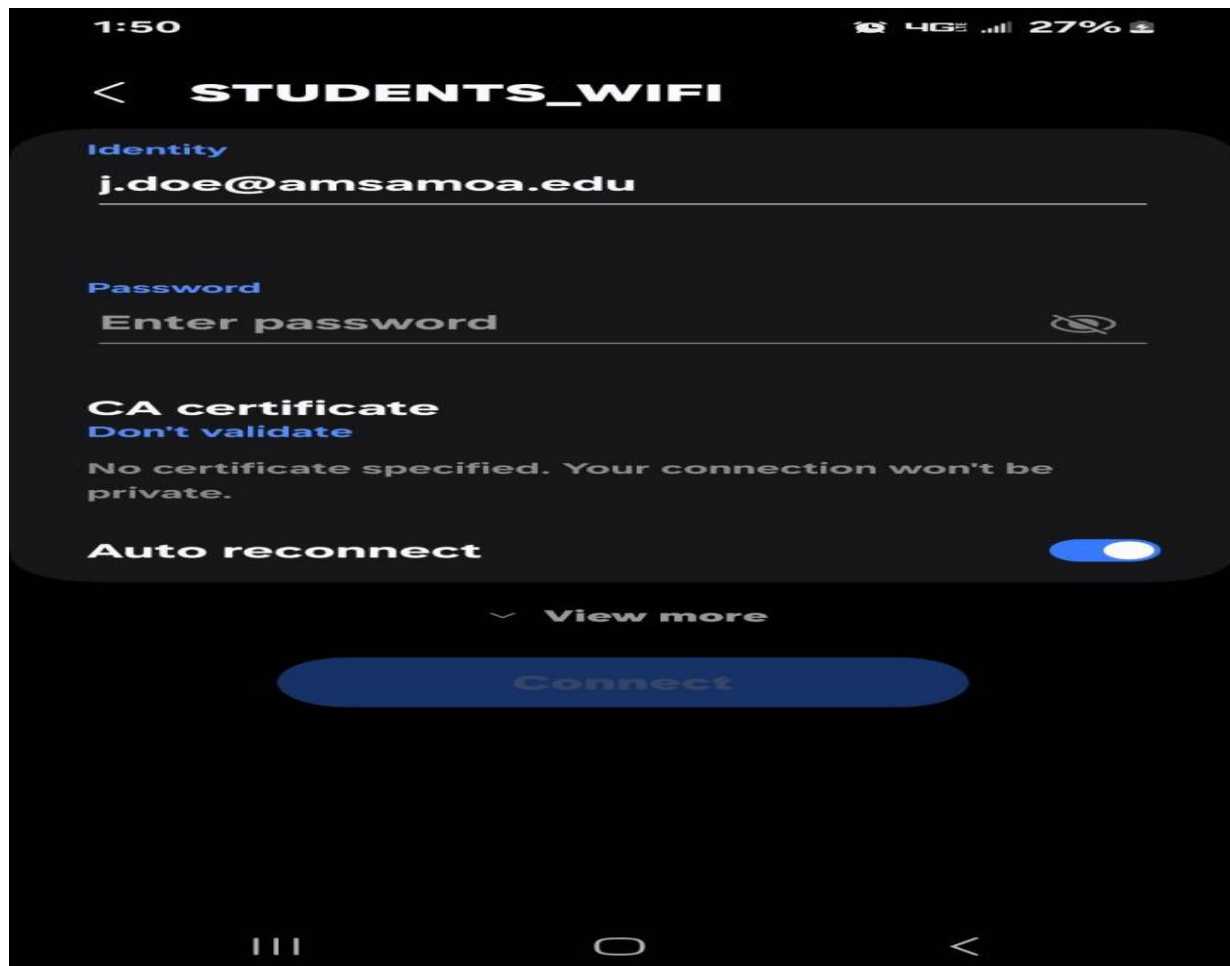 1:50 4GE 27%
STUDENTS_WIFI
Identity
j.doe@amsamoa.edu
Password
Enter password
CA certificate
Don't validate
No certificate specified. Your connection won't be
private.
Auto reconnect
View more
Connect